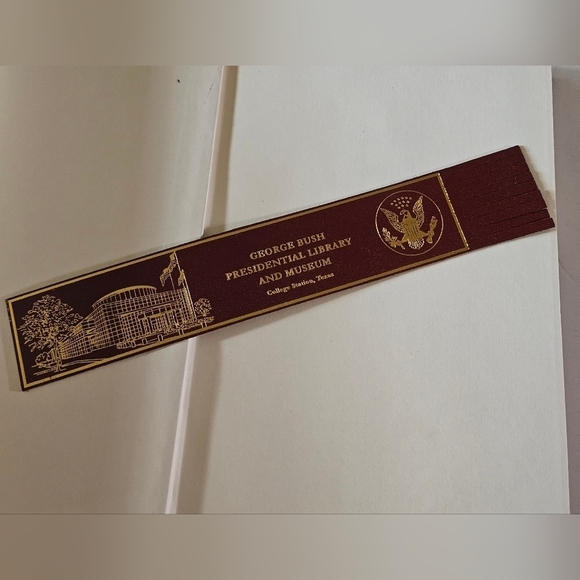 GEORGE BUSH
PRESIDENTIAL LIBRARY
AND MUSEUM
College Station, Texas